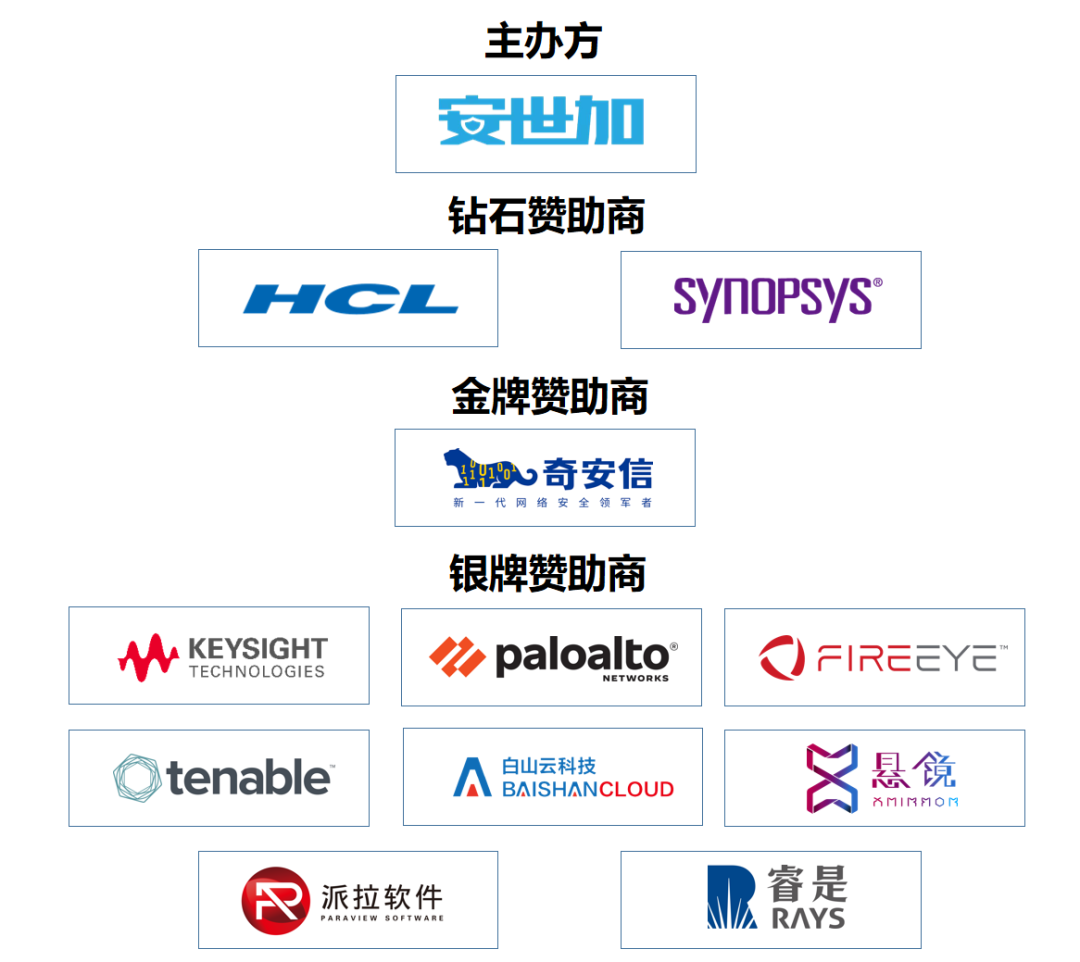 主办方
安世加
钻石赞助商
HCL
SYNOPSYS®
金牌赞助商
奇安信
新一代网络安全领军者
银牌赞助商
KEYSIGHT
TECHNOLOGIES
paloalto®
NETWORKS
FIREEYE™
tenable™
白山云科技
BAISHANCLOUD
悬镜
XMIRROR
派拉软件
PARAVIEW SOFTWARE
睿是
RAYS